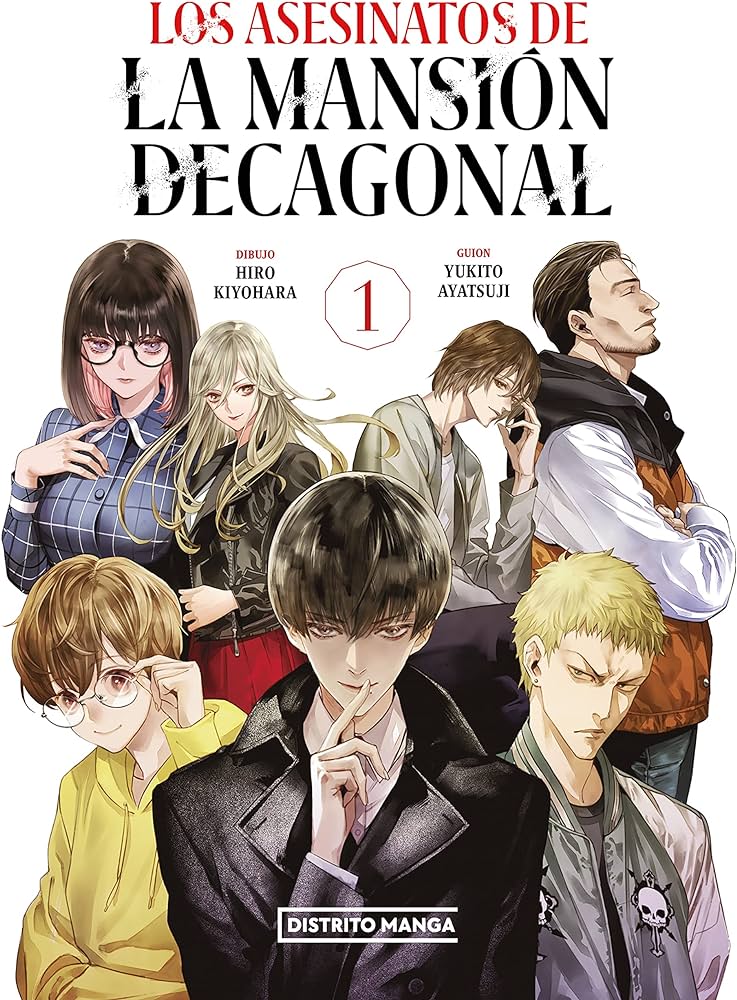 LOS ASESINATOS DE
LA MANSIÓN
DECAGONAL
DIBUJO
HIRO
KIYOHARA
1
GUION
YUKITO
AYATSUJI
DISTRITO MANGA